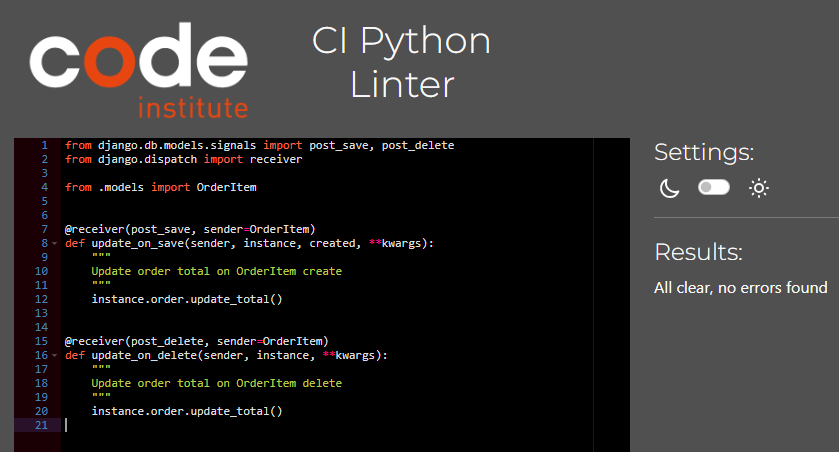 code
institute
CI Python
Linter
1 from django.db.models.signals import post_save, post_delete
2 from django.dispatch import receiver
3
4 from .models import OrderItem
5
6
7 @receiver(post_save, sender=OrderItem)
8 def update_on_save(sender, instance, created, **kwargs):
9     """
10     Update order total on OrderItem create
11     """
12     instance.order.update_total()
13
14
15 @receiver(post_delete, sender=OrderItem)
16 def update_on_delete(sender, instance, **kwargs):
17     """
18     Update order total on OrderItem delete
19     """
20     instance.order.update_total()
21
Settings:
Results:
All clear, no errors found